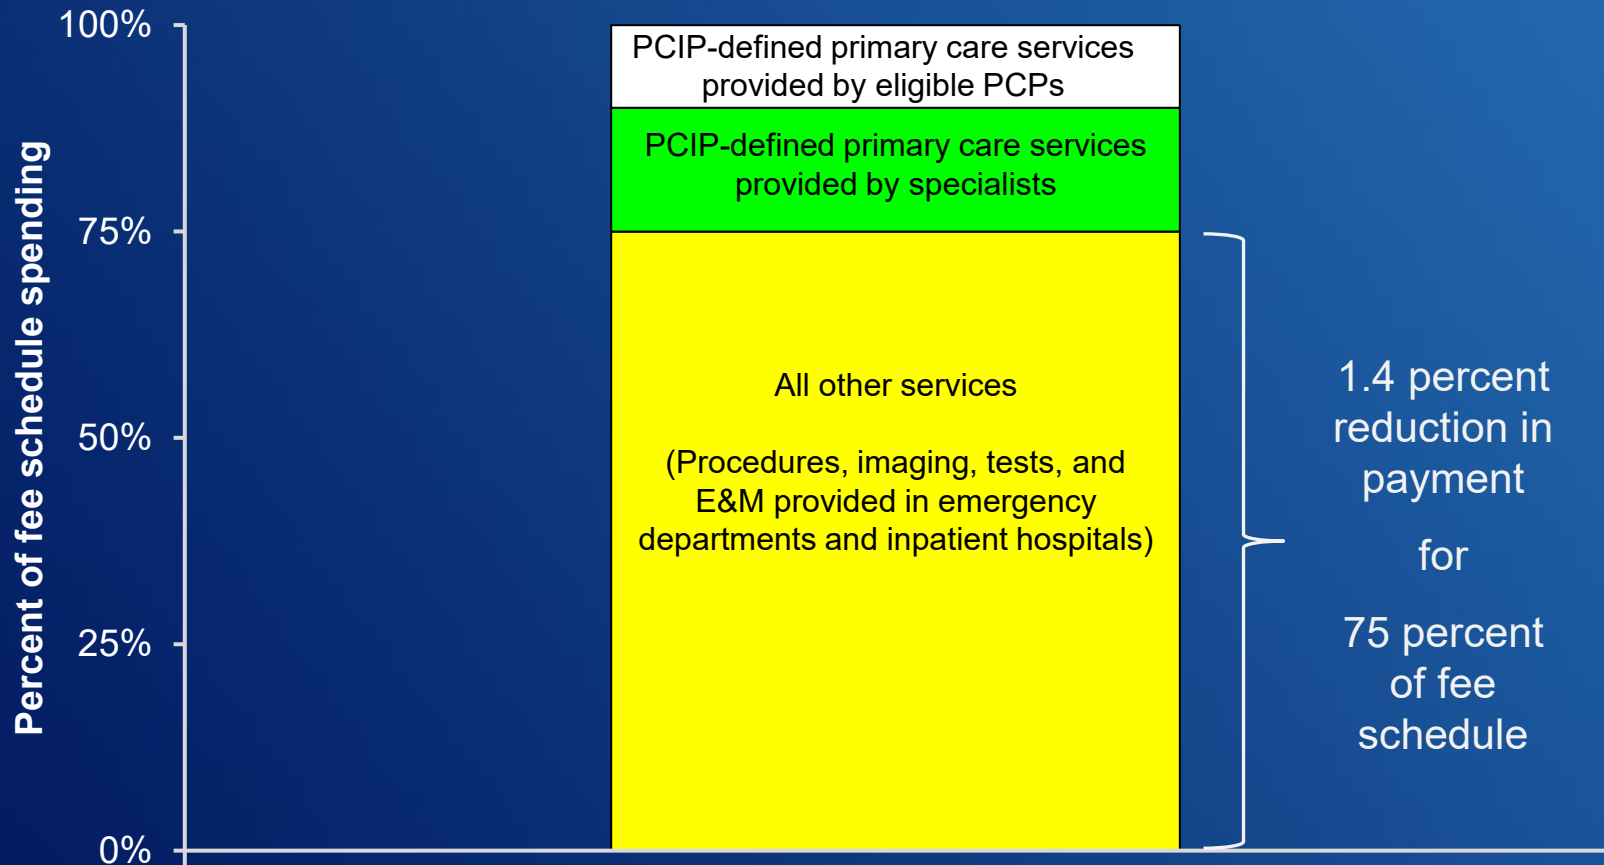 100%
75%
50%
25%
0%
Percent of fee schedule spending
PCIP-defined primary care services
provided by eligible PCPs
PCIP-defined primary care services
provided by specialists
All other services
(Procedures, imaging, tests, and
E&M provided in emergency
departments and inpatient hospitals)
1.4 percent
reduction in
payment
for
75 percent
of fee
schedule